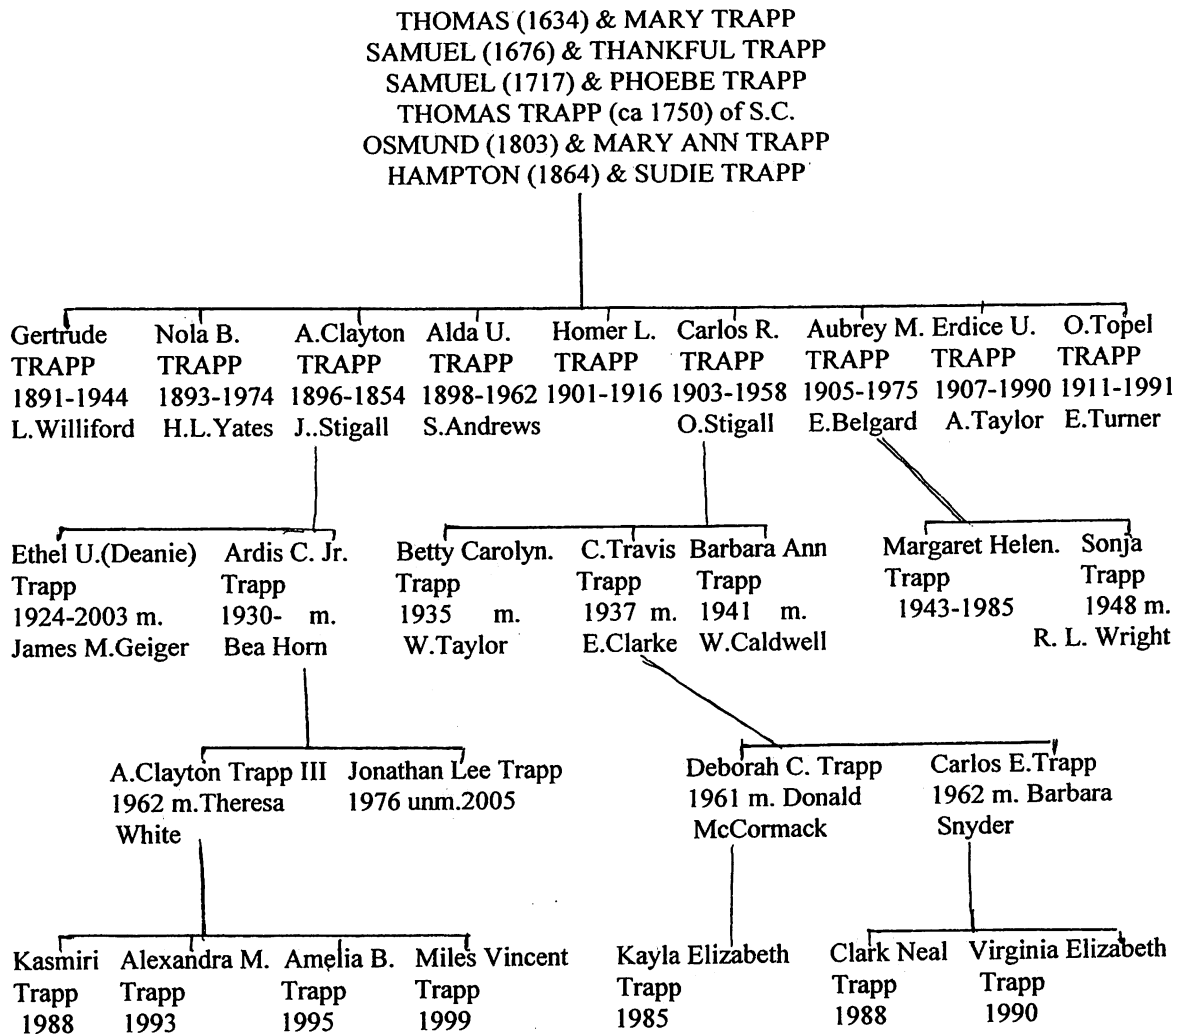 THOMAS (1634) & MARY TRAPP
SAMUEL (1676) & THANKFUL TRAPP
SAMUEL (1717) & PHOEBE TRAPP
THOMAS TRAPP (ca 1750) of S.C.
OSMUND (1803) & MARY ANN TRAPP
HAMPTON (1864) & SUDIE TRAPP
Gertrude Nola B. A.Clayton Alda U. Homer L. Carlos R. Aubrey M. Erdice U. O.Topel
TRAPP TRAPP TRAPP TRAPP TRAPP TRAPP TRAPP TRAPP TRAPP
1891-1944 1893-1974 1896-1854 1898-1962 1901-1916 1903-1958 1905-1975 1907-1990 1911-1991
L.Williford H.L.Yates J..Stigall S.Andrews O.Stigall E.Belgard A.Taylor E.Turner
Ethel U.(Deanie) Ardis C. Jr. Betty Carolyn. C.Travis Barbara Ann Margaret Helen. Sonja
Trapp Trapp Trapp Trapp Trapp Trapp Trapp
1924-2003 m. 1930- m. 1935 m. 1937 m. 1941 m. 1943-1985 1948 m.
James M.Geiger Bea Horn W.Taylor E.Clarke W.Caldwell R. L. Wright
A.Clayton Trapp III Jonathan Lee Trapp Deborah C. Trapp Carlos E.Trapp
1962 m.Theresa 1976 unm.2005 1961 m. Donald 1962 m. Barbara
White McCormack Snyder
Kasmiri Alexandra M. Amelia B. Miles Vincent Kayla Elizabeth Clark Neal Virginia Elizabeth
Trapp Trapp Trapp Trapp Trapp Trapp Trapp
1988 1993 1995 1999 1985 1988 1990